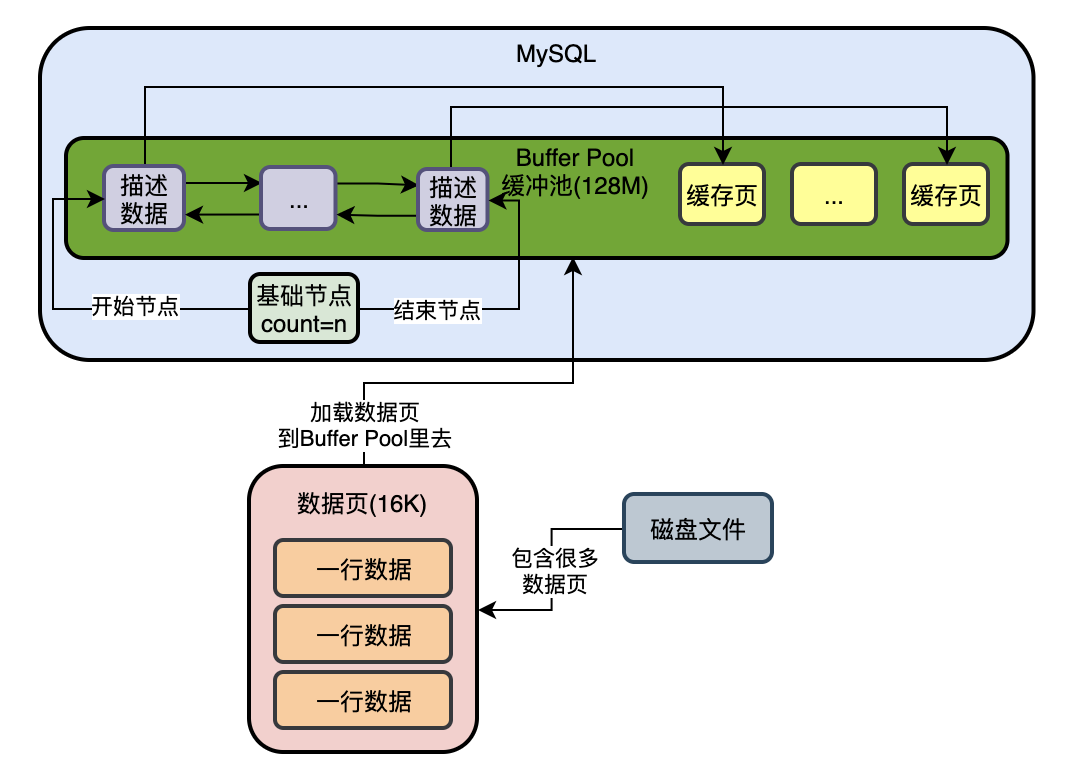 MySQL
Buffer Pool
缓冲池(128M)
描述
数据
...
描述
数据
缓存页
...
缓存页
开始节点
基础节点
count=n
结束节点
加载数据页
到Buffer Pool里去
数据页(16K)
一行数据
一行数据
一行数据
包含很多
数据页
磁盘文件